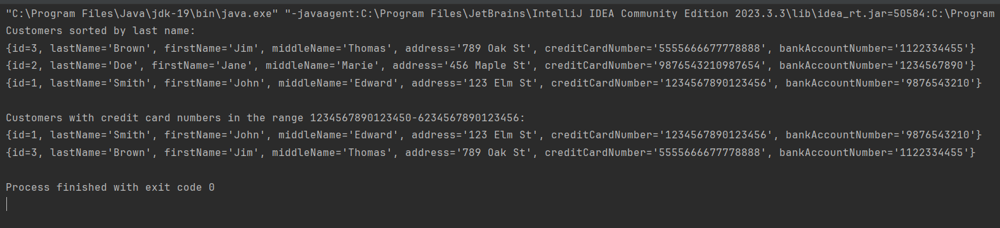 "C:\Program Files\Java\jdk-19\bin\java.exe" "-javaagent:C:\Program Files\JetBrains\IntelliJ IDEA Community Edition 2023.3.3\lib\idea_rt.jar=50584:C:\Program
Customers sorted by last name:
{id=3, lastName='Brown', firstName='Jim', middleName='Thomas', address='789 Oak St', creditCardNumber='5555666677778888', bankAccountNumber='1122334455'}
{id=2, lastName='Doe', firstName='Jane', middleName='Marie', address='456 Maple St', creditCardNumber='9876543210987654', bankAccountNumber='1234567890'}
{id=1, lastName='Smith', firstName='John', middleName='Edward', address='123 Elm St', creditCardNumber='1234567890123456', bankAccountNumber='9876543210'}
Customers with credit card numbers in the range 1234567890123450-6234567890123456:
{id=1, lastName='Smith', firstName='John', middleName='Edward', address='123 Elm St', creditCardNumber='1234567890123456', bankAccountNumber='9876543210'}
{id=3, lastName='Brown', firstName='Jim', middleName='Thomas', address='789 Oak St', creditCardNumber='5555666677778888', bankAccountNumber='1122334455'}
Process finished with exit code 0